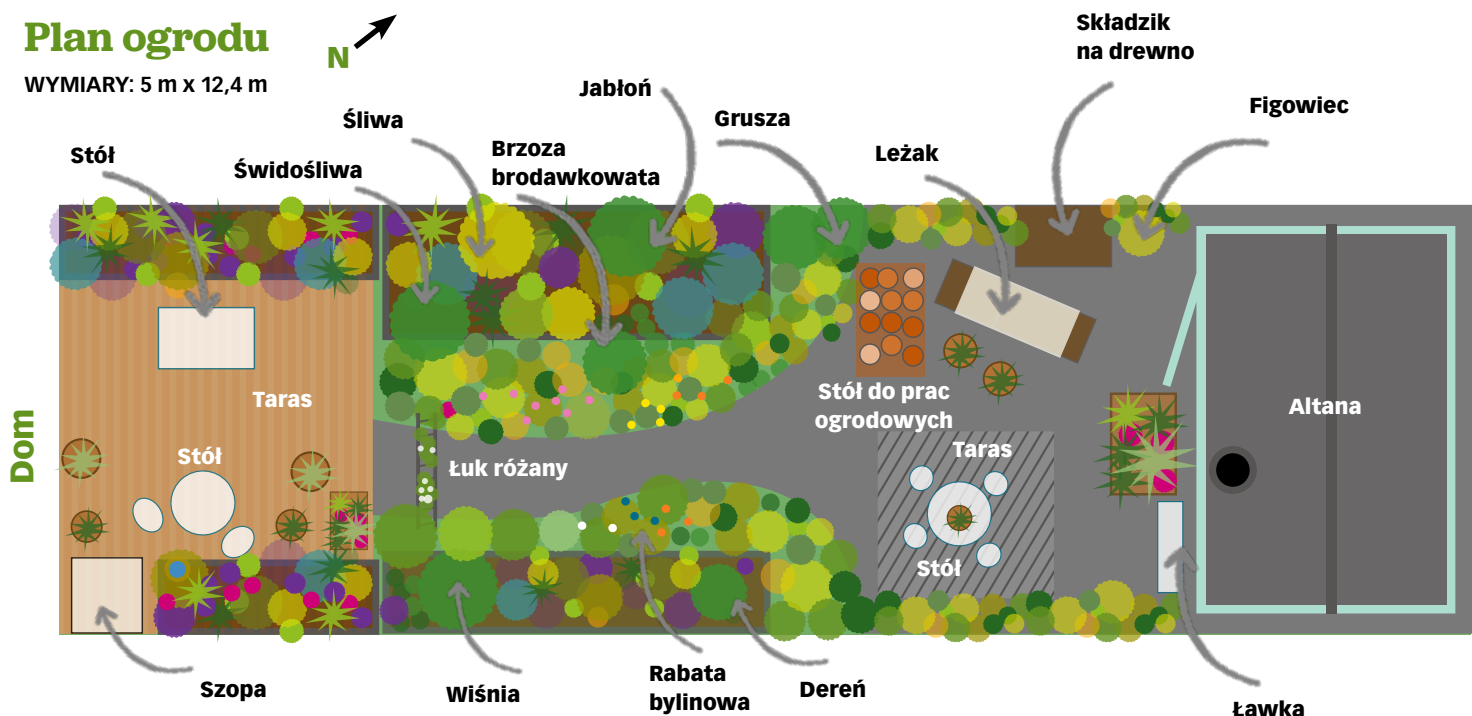 Plan ogrodu
WYMIARY: 5 m x 12,4 m
N
Składzik
na drewno
Jabłoń
Figowiec
Śliwa
Grusza
Brzoza
brodawkowata
Stół
Świdośliwa
Leżak
Taras
Stół do prac
ogrodowych
Altana
Dom
Stół
Łuk różany
Taras
Stół
Szopa
Wiśnia
Rabata
bylinowa
Dereń
Ławka